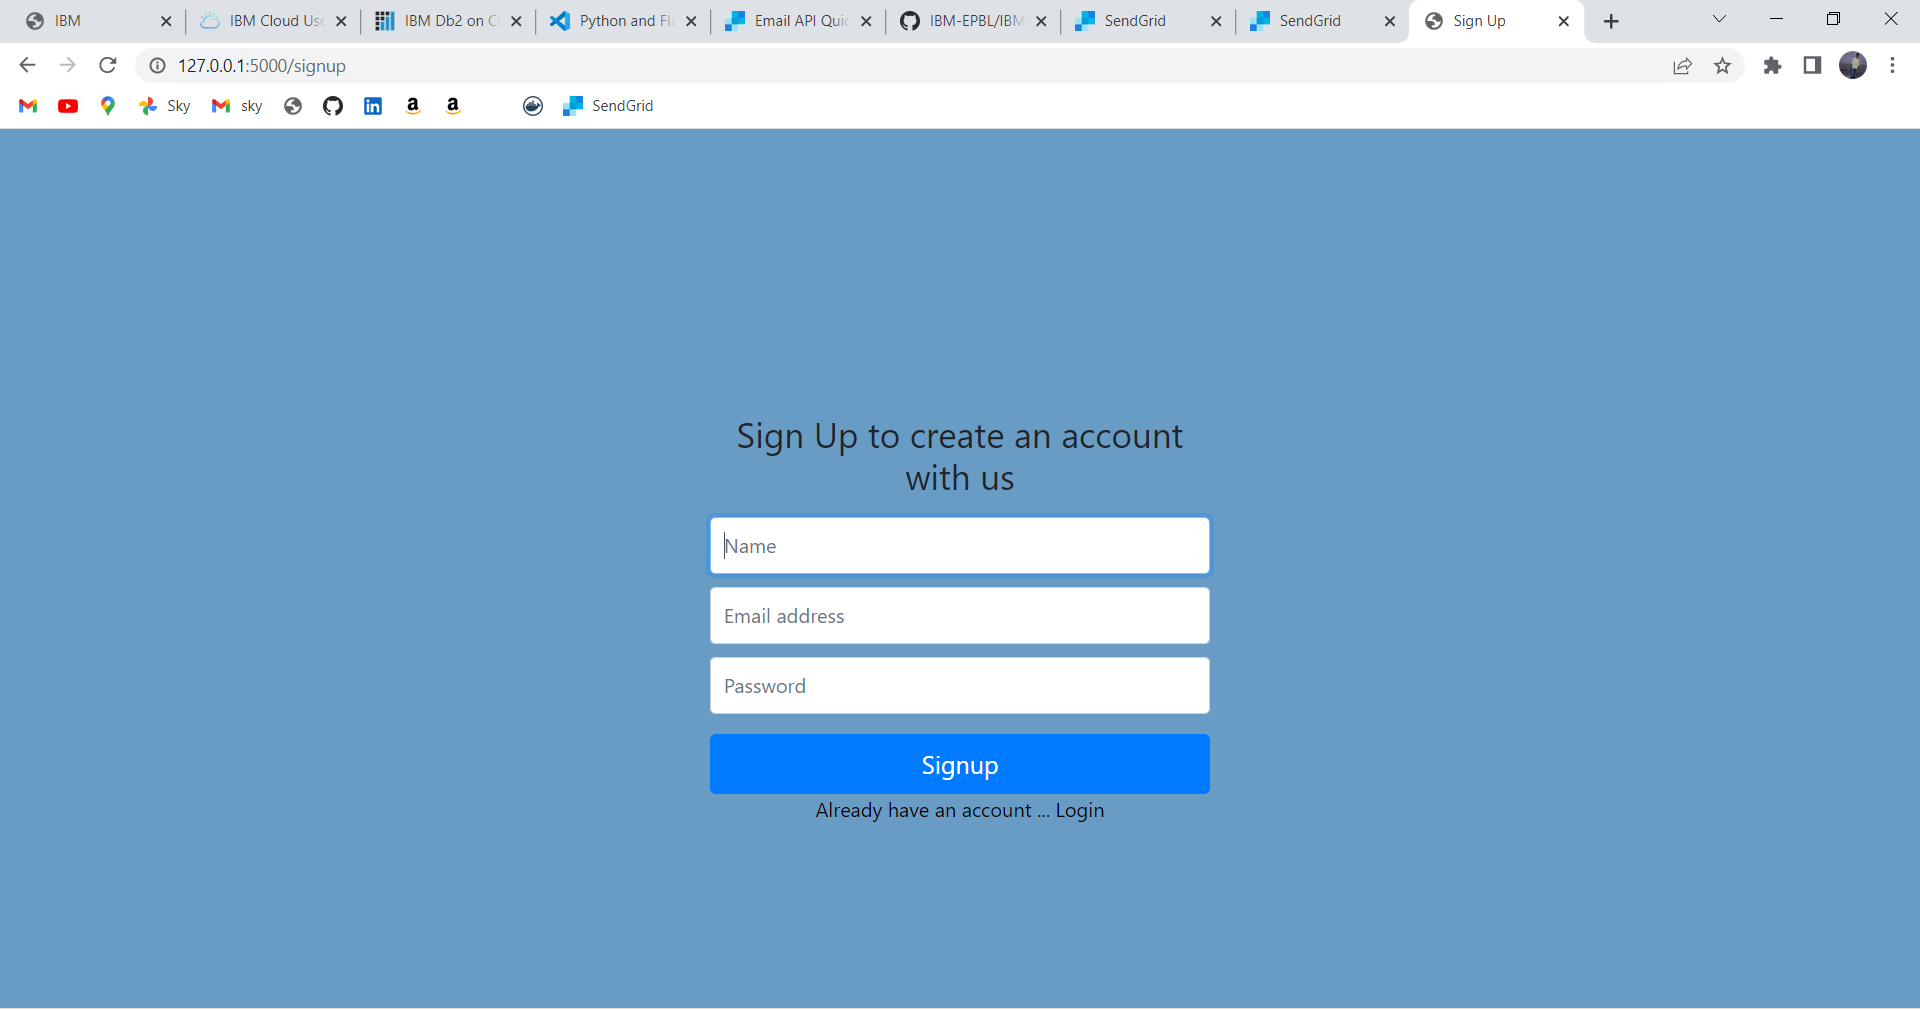 IBM
IBM Cloud Use
IBM Db2 on C
Python and Fla
Email API Quic
IBM-EPBL/IBM
SendGrid
SendGrid
Sign Up
127.0.0.1:5000/signup
Sky
sky
SendGrid
Sign Up to create an account
with us
Name
Email address
Password
Signup
Already have an account ... Login